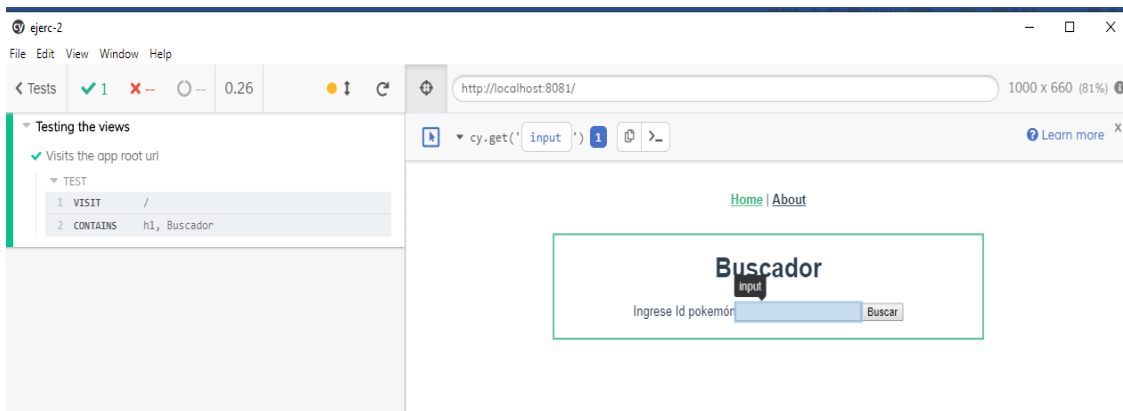 cy ejerc-2
File Edit View Window Help
Tests 1 -- -- 0.26
http://localhost:8081/
1000 x 660 (81%)
Testing the views
Visits the app root url
TEST
1 VISIT /
2 CONTAINS h1, Buscador
cy.get('input') 1
Learn more
Home | About
Buscador
input
Ingrese Id pokemón
Buscar